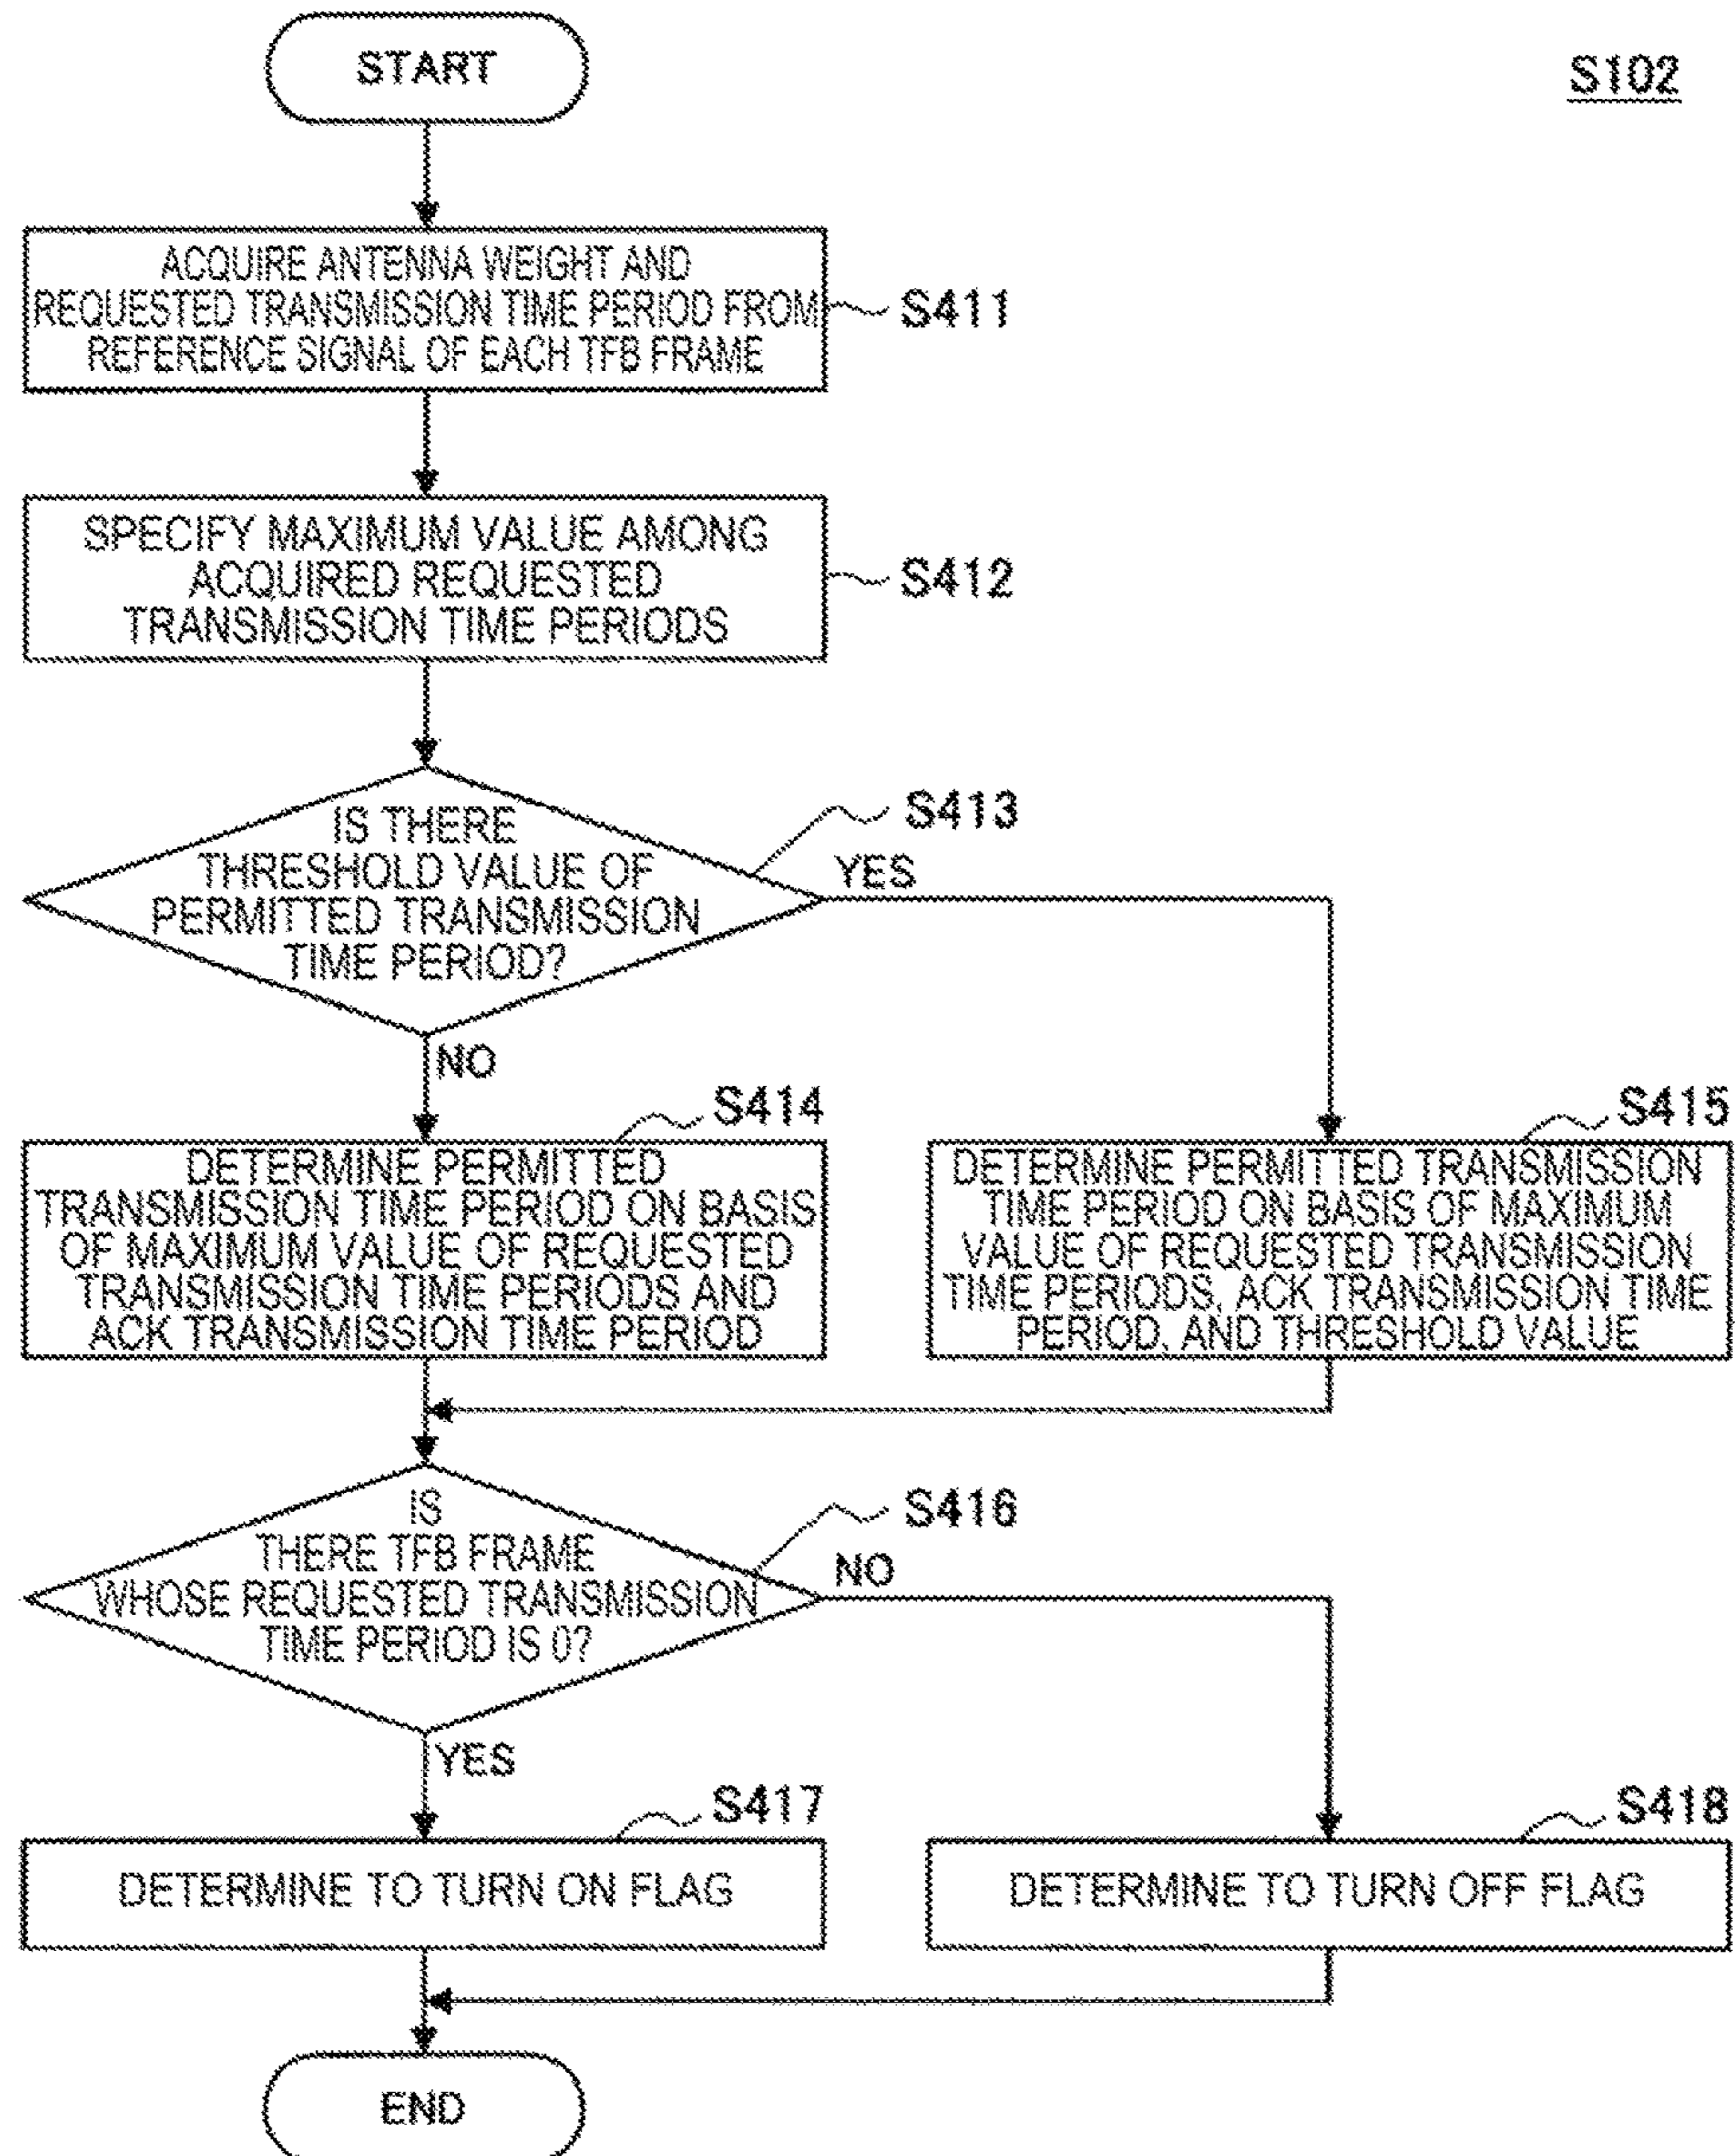 START
S102
ACQUIRE ANTENNA WEIGHT AND
REQUESTED TRANSMISSION TIME PERIOD FROM
REFERENCE SIGNAL OF EACH TFB FRAME
S411
SPECIFY MAXIMUM VALUE AMONG
ACQUIRED REQUESTED
TRANSMISSION TIME PERIODS
S412
IS THERE
THRESHOLD VALUE OF
PERMITTED TRANSMISSION
TIME PERIOD?
S413
YES
NO
S414
DETERMINE PERMITTED
TRANSMISSION TIME PERIOD ON BASIS
OF MAXIMUM VALUE OF REQUESTED
TRANSMISSION TIME PERIODS AND
ACK TRANSMISSION TIME PERIOD
S415
DETERMINE PERMITTED TRANSMISSION
TIME PERIOD ON BASIS OF MAXIMUM
VALUE OF REQUESTED TRANSMISSION
TIME PERIODS, ACK TRANSMISSION TIME
PERIOD, AND THRESHOLD VALUE
IS
THERE TFB FRAME
WHOSE REQUESTED TRANSMISSION
TIME PERIOD IS 0?
S416
NO
YES
S417
DETERMINE TO TURN ON FLAG
S418
DETERMINE TO TURN OFF FLAG
END